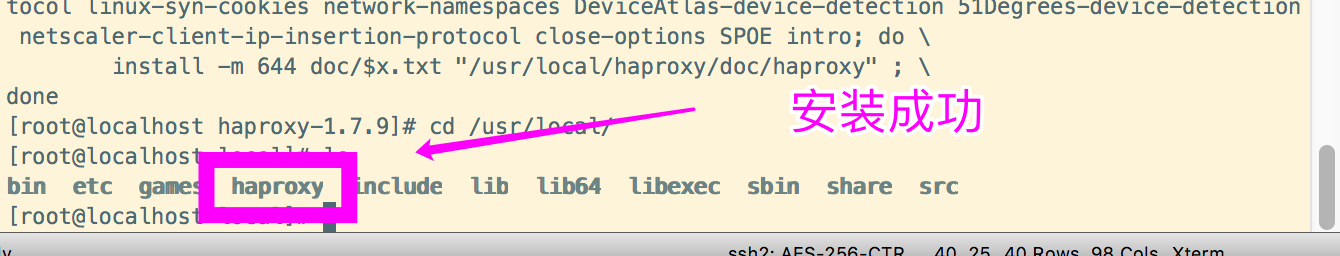 tocol linux-syn-cookies network-namespaces DeviceAtlas-device-detection 51Degrees-device-detection
netscaler-client-ip-insertion-protocol close-options SPOE intro; do \
install -m 644 doc/$x.txt "/usr/local/haproxy/doc/haproxy" ; \
done
安装成功
[root@localhost haproxy-1.7.9]# cd /usr/local/
[root@localhost
bin etc games haproxy include lib lib64 libexec sbin share src
[root@localhost
ssh2: AES-256-CTR 40, 25 40 Rows, 98 Cols Xterm